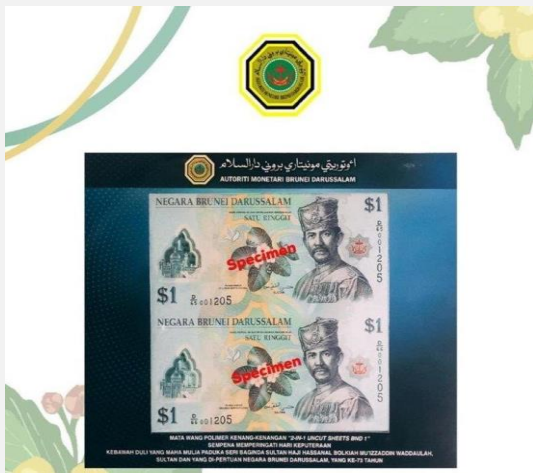 اوتوريتي مونيتاري بروني دارالسلام
AUTORITI MONETARI BRUNEI DARUSSALAM
NEGARA BRUNEI DARUSSALAM
SATU RINGGIT
$1
Specimen
001205
$1
001205
NEGARA BRUNEI DARUSSALAM
SATU RINGGIT
$1
Specimen
001205
$1
001205
MATA WANG POLIMER KENANG-KENANGAN "2-IN-1 UNCUT SHEETS BND 1"
SEMPENA MEMPERINGATI HARI KEPUTERAAN
KEBAWAH DULI YANG MAHA MULIA PADUKA SERI BAGINDA SULTAN HAJI HASSANAL BOLKIAH MU'IZZADDIN WADDAULAH,
SULTAN DAN YANG DI-PERTUAN NEGARA BRUNEI DARUSSALAM, YANG KE-75 TAHUN